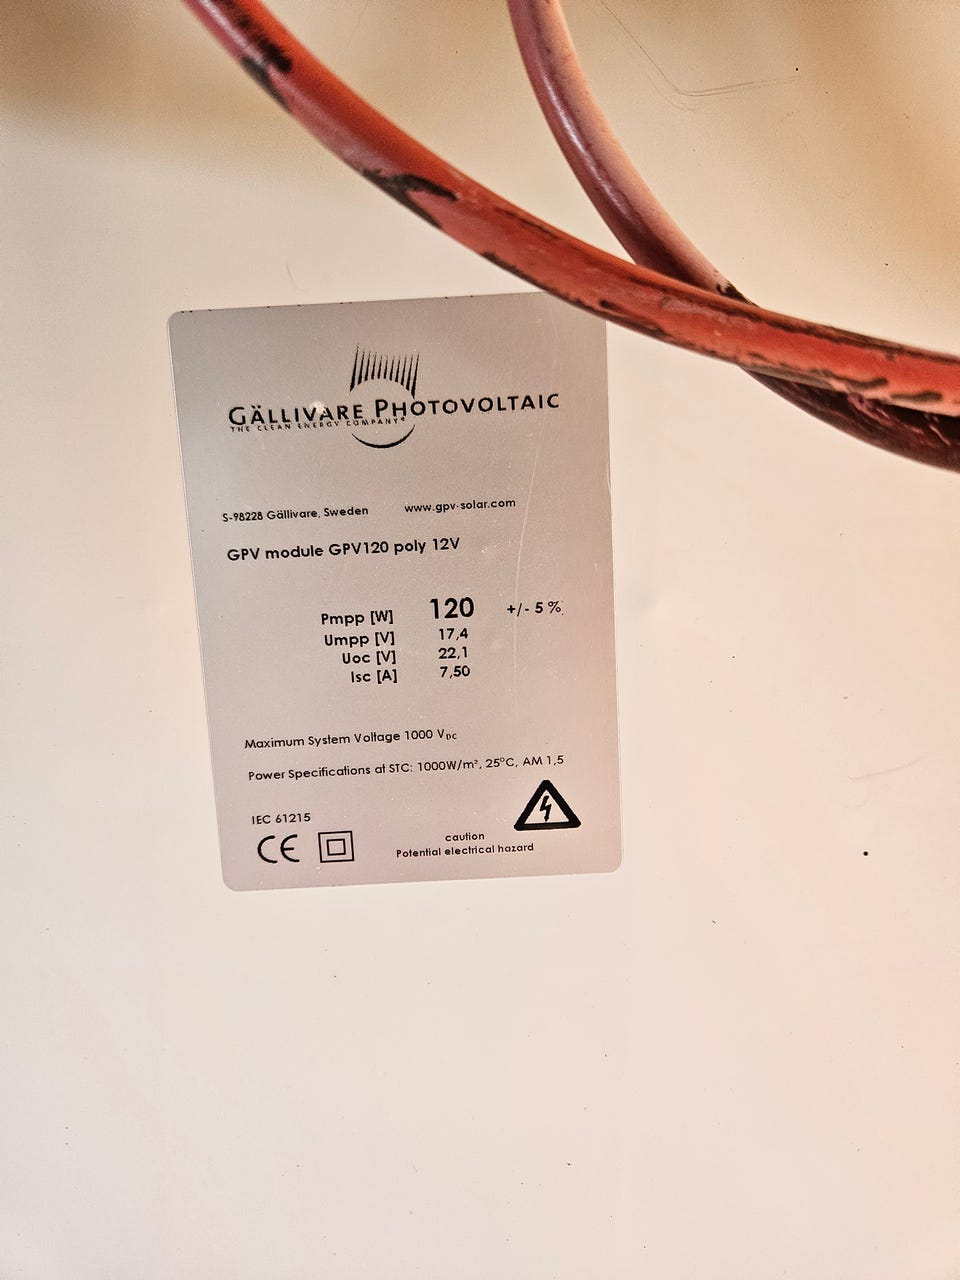 GÄLLIVARE PHOTOVOLTAIC
THE CLEAN ENERGY COMPANY
S-98228 Gällivare, Sweden www.gpv-solar.com
GPV module GPV120 poly 12V
Pmpp [W] 120 +/- 5 %
Umpp [V] 17,4
Uoc [V] 22,1
Isc [A] 7,50
Maximum System Voltage 1000 VDC
Power Specifications at STC: 1000W/m², 25°C, AM 1,5
IEC 61215
CE
caution
Potential electrical hazard